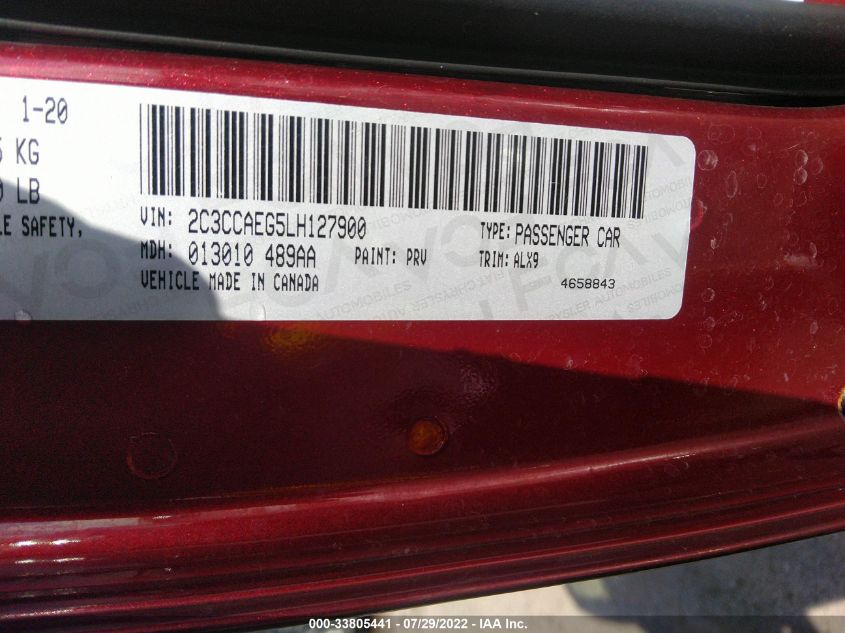 1-20
KG
LB
LE SAFETY,
VIN: 2C3CCAEG5LH127900
TYPE: PASSENGER CAR
MDH: 013010 489AA PAINT: PRV TRIM: ALX9
VEHICLE MADE IN CANADA
4658843
000-33805441 - 07/29/2022 - IAA Inc.